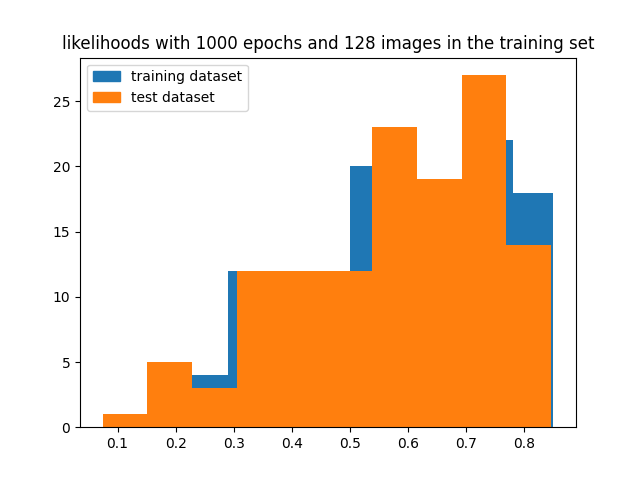 likelihoods with 1000 epochs and 128 images in the training set
training dataset
test dataset
25
20
15
10
5
0
0.1 0.2 0.3 0.4 0.5 0.6 0.7 0.8